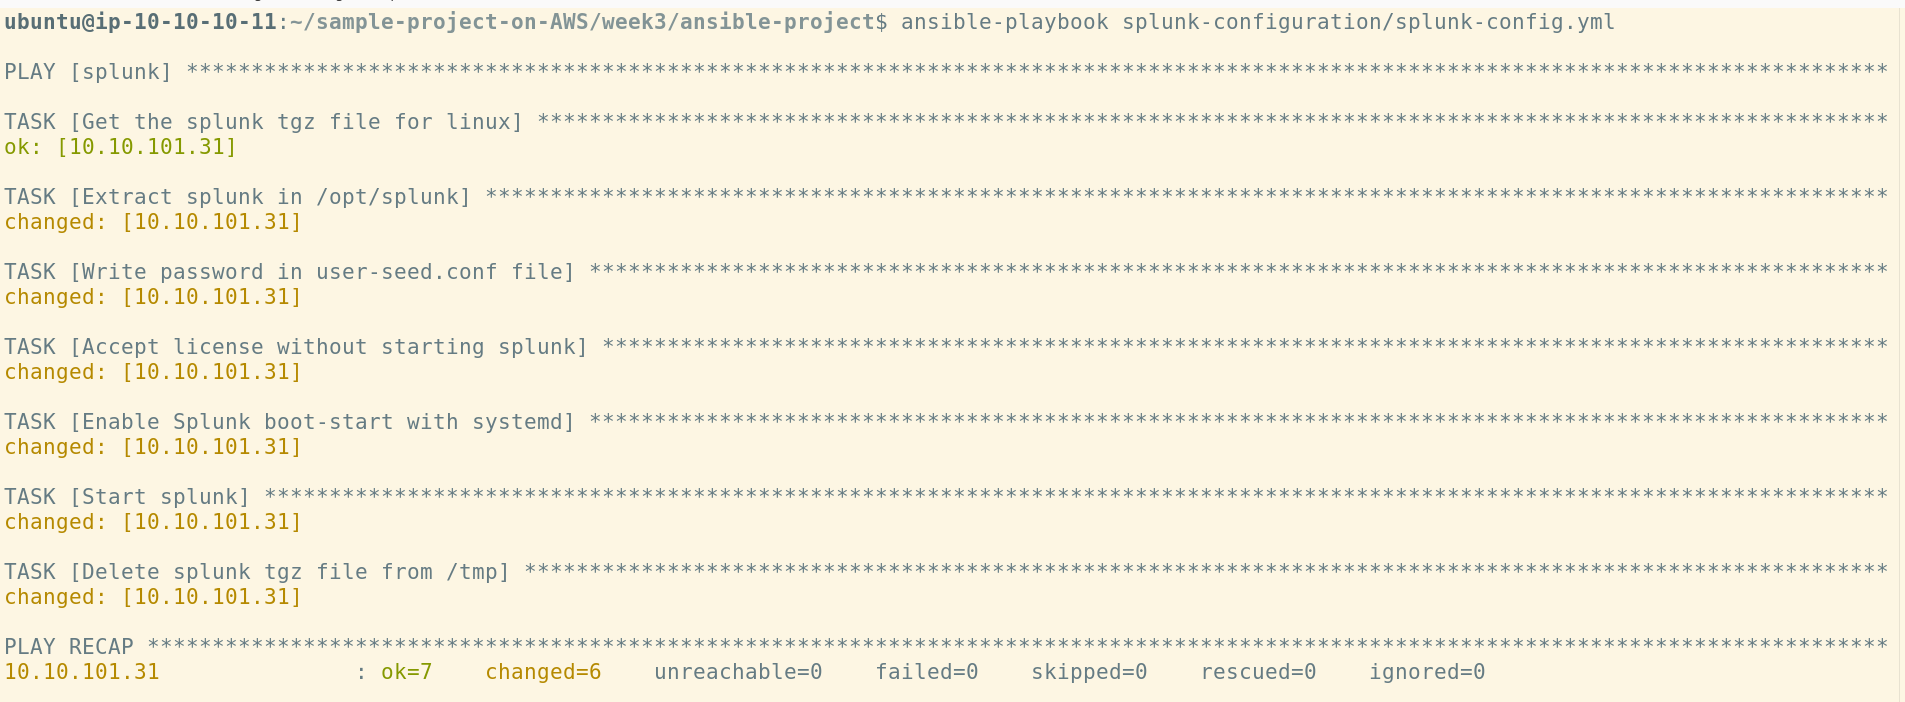 ubuntu@ip-10-10-10-11:~/sample-project-on-AWS/week3/ansible-project$ ansible-playbook splunk-configuration/splunk-config.yml
PLAY [splunk] ***********************************************************************************************************************************
TASK [Get the splunk tgz file for linux] ********************************************************************************************************
ok: [10.10.101.31]
TASK [Extract splunk in /opt/splunk] ************************************************************************************************************
changed: [10.10.101.31]
TASK [Write password in user-seed.conf file] ****************************************************************************************************
changed: [10.10.101.31]
TASK [Accept license without starting splunk] ***************************************************************************************************
changed: [10.10.101.31]
TASK [Enable Splunk boot-start with systemd] ****************************************************************************************************
changed: [10.10.101.31]
TASK [Start splunk] *****************************************************************************************************************************
changed: [10.10.101.31]
TASK [Delete splunk tgz file from /tmp] *********************************************************************************************************
changed: [10.10.101.31]
PLAY RECAP **************************************************************************************************************************************
10.10.101.31               : ok=7    changed=6    unreachable=0    failed=0    skipped=0    rescued=0    ignored=0